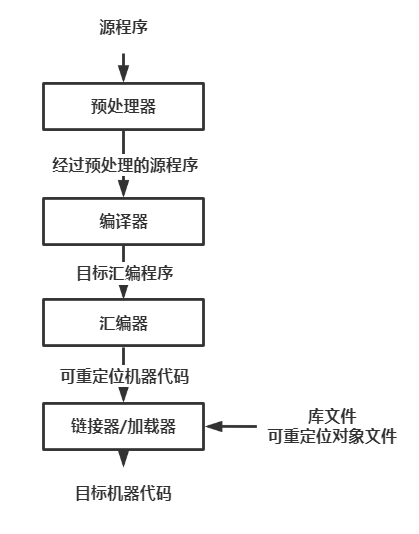 源程序
预处理器
经过预处理的源程序
编译器
目标汇编程序
汇编器
可重定位机器代码
链接器/加载器
库文件
可重定位对象文件
目标机器代码